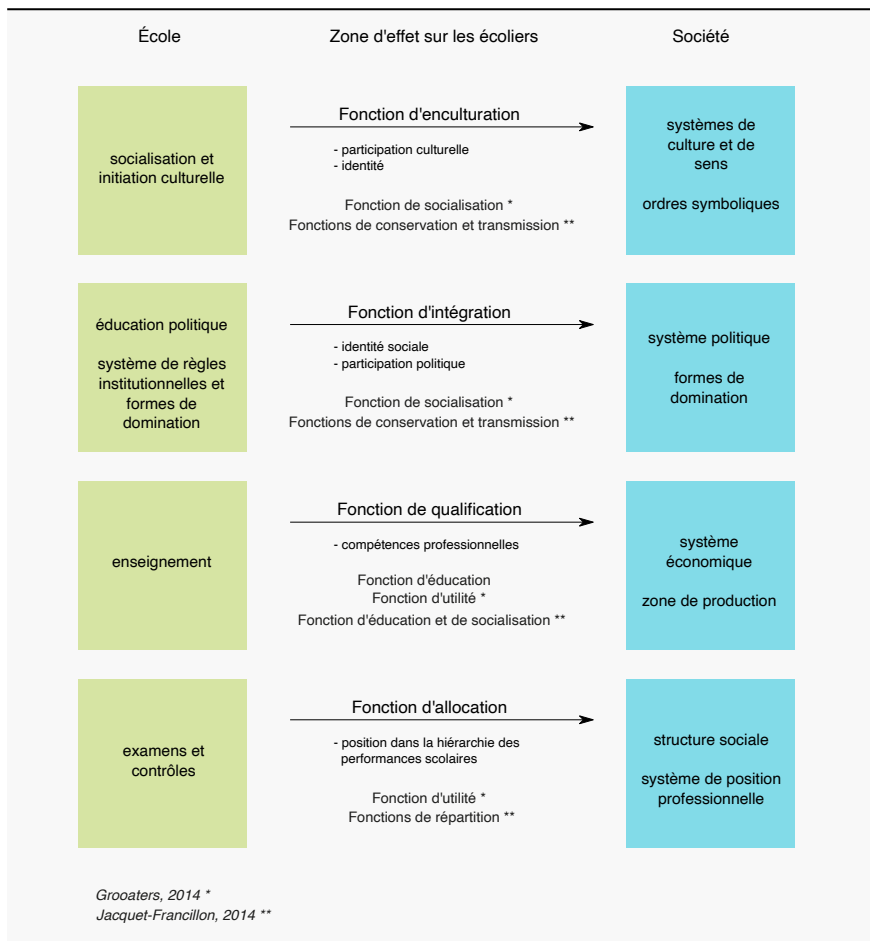 École
Zone d'effet sur les écoliers
Société
socialisation et
initiation culturelle
Fonction d'enculturation
- participation culturelle
- identité
Fonction de socialisation *
Fonctions de conservation et transmission **
systèmes de
culture et de
sens
ordres symboliques
éducation politique
système de règles
institutionnelles et
formes de
domination
Fonction d'intégration
- identité sociale
- participation politique
Fonction de socialisation *
Fonctions de conservation et transmission **
système politique
formes de
domination
enseignement
Fonction de qualification
- compétences professionnelles
Fonction d'éducation
Fonction d'utilité *
Fonction d'éducation et de socialisation **
système
économique
zone de production
examens et
contrôles
Fonction d'allocation
- position dans la hiérarchie des
performances scolaires
Fonction d'utilité *
Fonctions de répartition **
structure sociale
système de position
professionnelle
Grooaters, 2014 *
Jacquet-Francillon, 2014 **